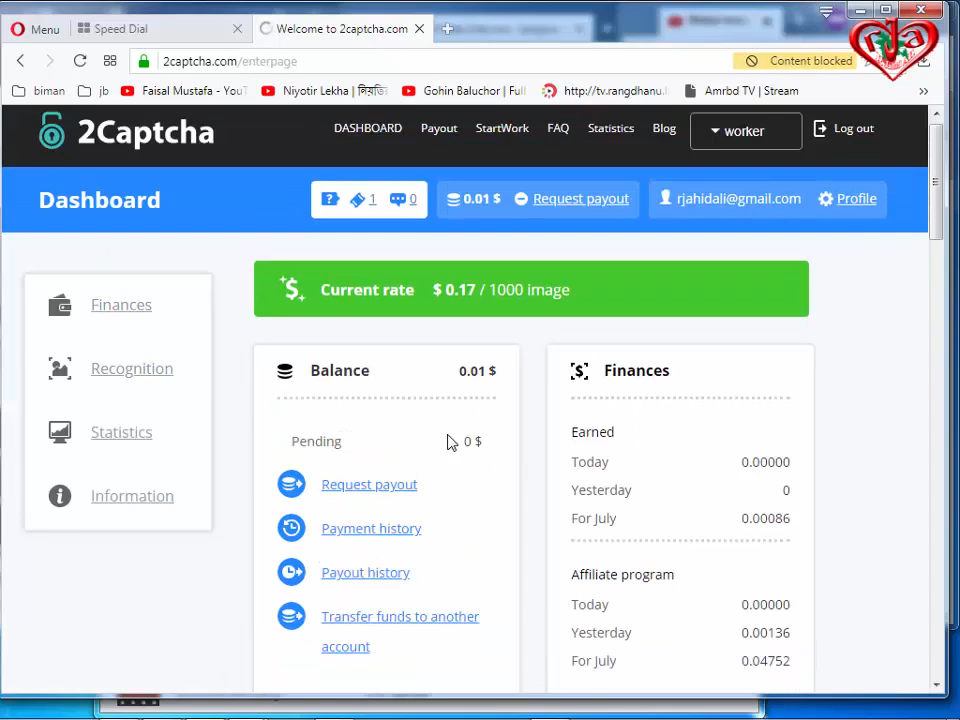 Menu
Speed Dial
Welcome to 2captcha.com
2captcha.com/enterpage
Content blocked
biman
jb
Faisal Mustafa - YouT
Niyotir Lekha | নিয়তির
Gohin Baluchor | Full
http://tv.rangdhanu.l
Amrbd TV | Stream
»
rja
2Captcha
DASHBOARD
Payout
StartWork
FAQ
Statistics
Blog
worker
Log out
Dashboard
1
0
0.01 $
Request payout
rjahidali@gmail.com
Profile
Finances
Recognition
Statistics
Information
Current rate $ 0.17 / 1000 image
Balance 0.01 $
Pending 0 $
Request payout
Payment history
Payout history
Transfer funds to another
account
Finances
Earned
Today 0.00000
Yesterday 0
For July 0.00086
Affiliate program
Today 0.00000
Yesterday 0.00136
For July 0.04752